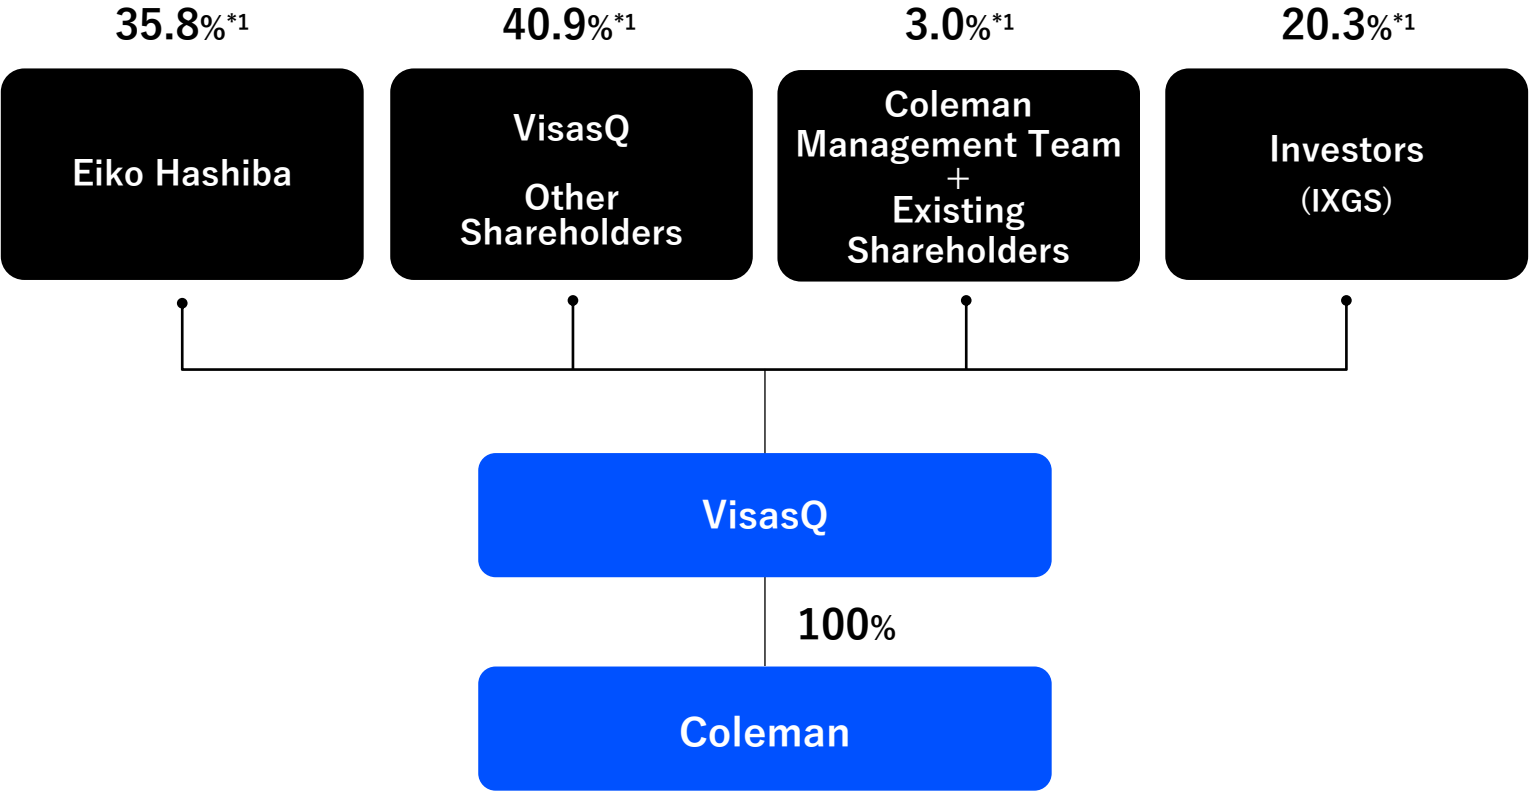 35.8%*1
40.9%*1
3.0%*1
20.3%*1
Eiko Hashiba
VisasQ
Other
Shareholders
Coleman
Management Team
+
Existing
Shareholders
Investors
(IXGS)
VisasQ
100%
Coleman